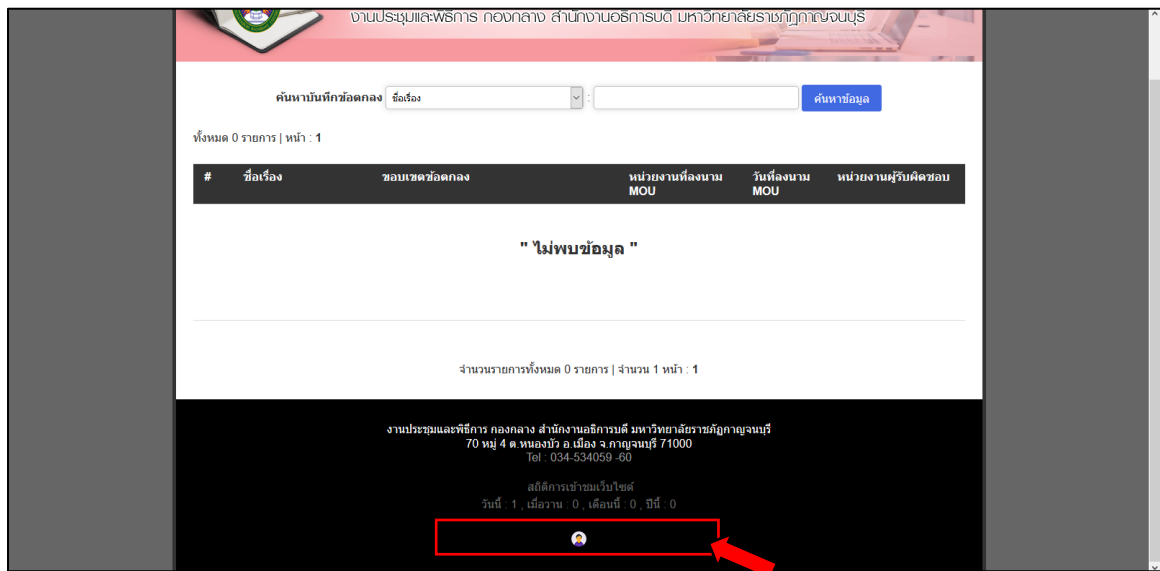 งานประชุมและพิธีการ กองกลาง สำนักงานอธิการบดี มหาวิทยาลัยราชภัฏกาญจนบุรี
ค้นหาบันทึกข้อตกลง ชื่อเรื่อง : ค้นหาข้อมูล
ทั้งหมด 0 รายการ | หน้า : 1
# ชื่อเรื่อง ขอบเขตข้อตกลง หน่วยงานที่ลงนาม MOU วันที่ลงนาม MOU หน่วยงานผู้รับผิดชอบ
" ไม่พบข้อมูล "
จำนวนรายการทั้งหมด 0 รายการ | จำนวน 1 หน้า : 1
งานประชุมและพิธีการ กองกลาง สำนักงานอธิการบดี มหาวิทยาลัยราชภัฏกาญจนบุรี
70 หมู่ 4 ต.หนองบัว อ.เมือง จ.กาญจนบุรี 71000
Tel : 034-534059 -60
สถิติการเข้าชมเว็บไซต์
วันนี้ : 1 , เมื่อวาน : 0 , เดือนนี้ : 0 , ปีนี้ : 0